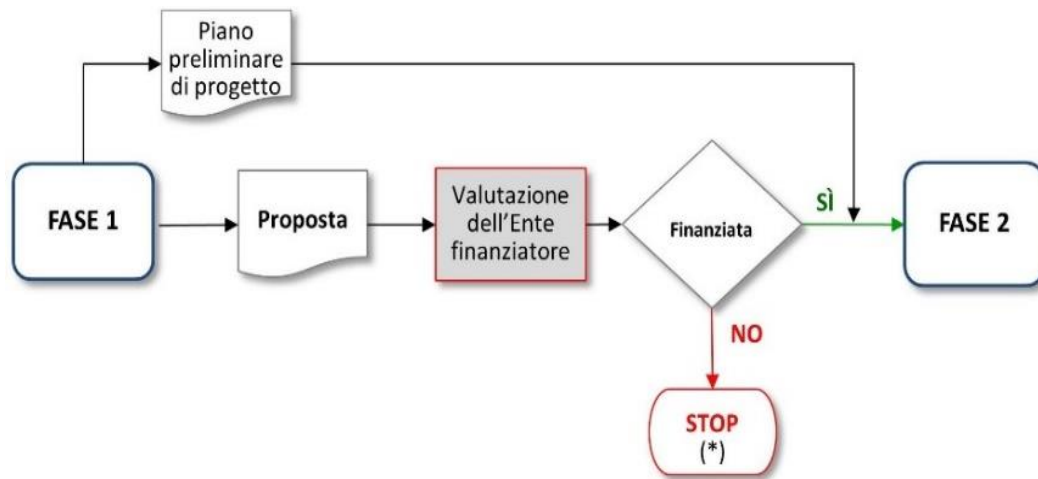 Piano
preliminare
di progetto
FASE 1
Proposta
Valutazione
dell'Ente
finanziatore
Finanziata
SÌ
FASE 2
NO
STOP
(*)